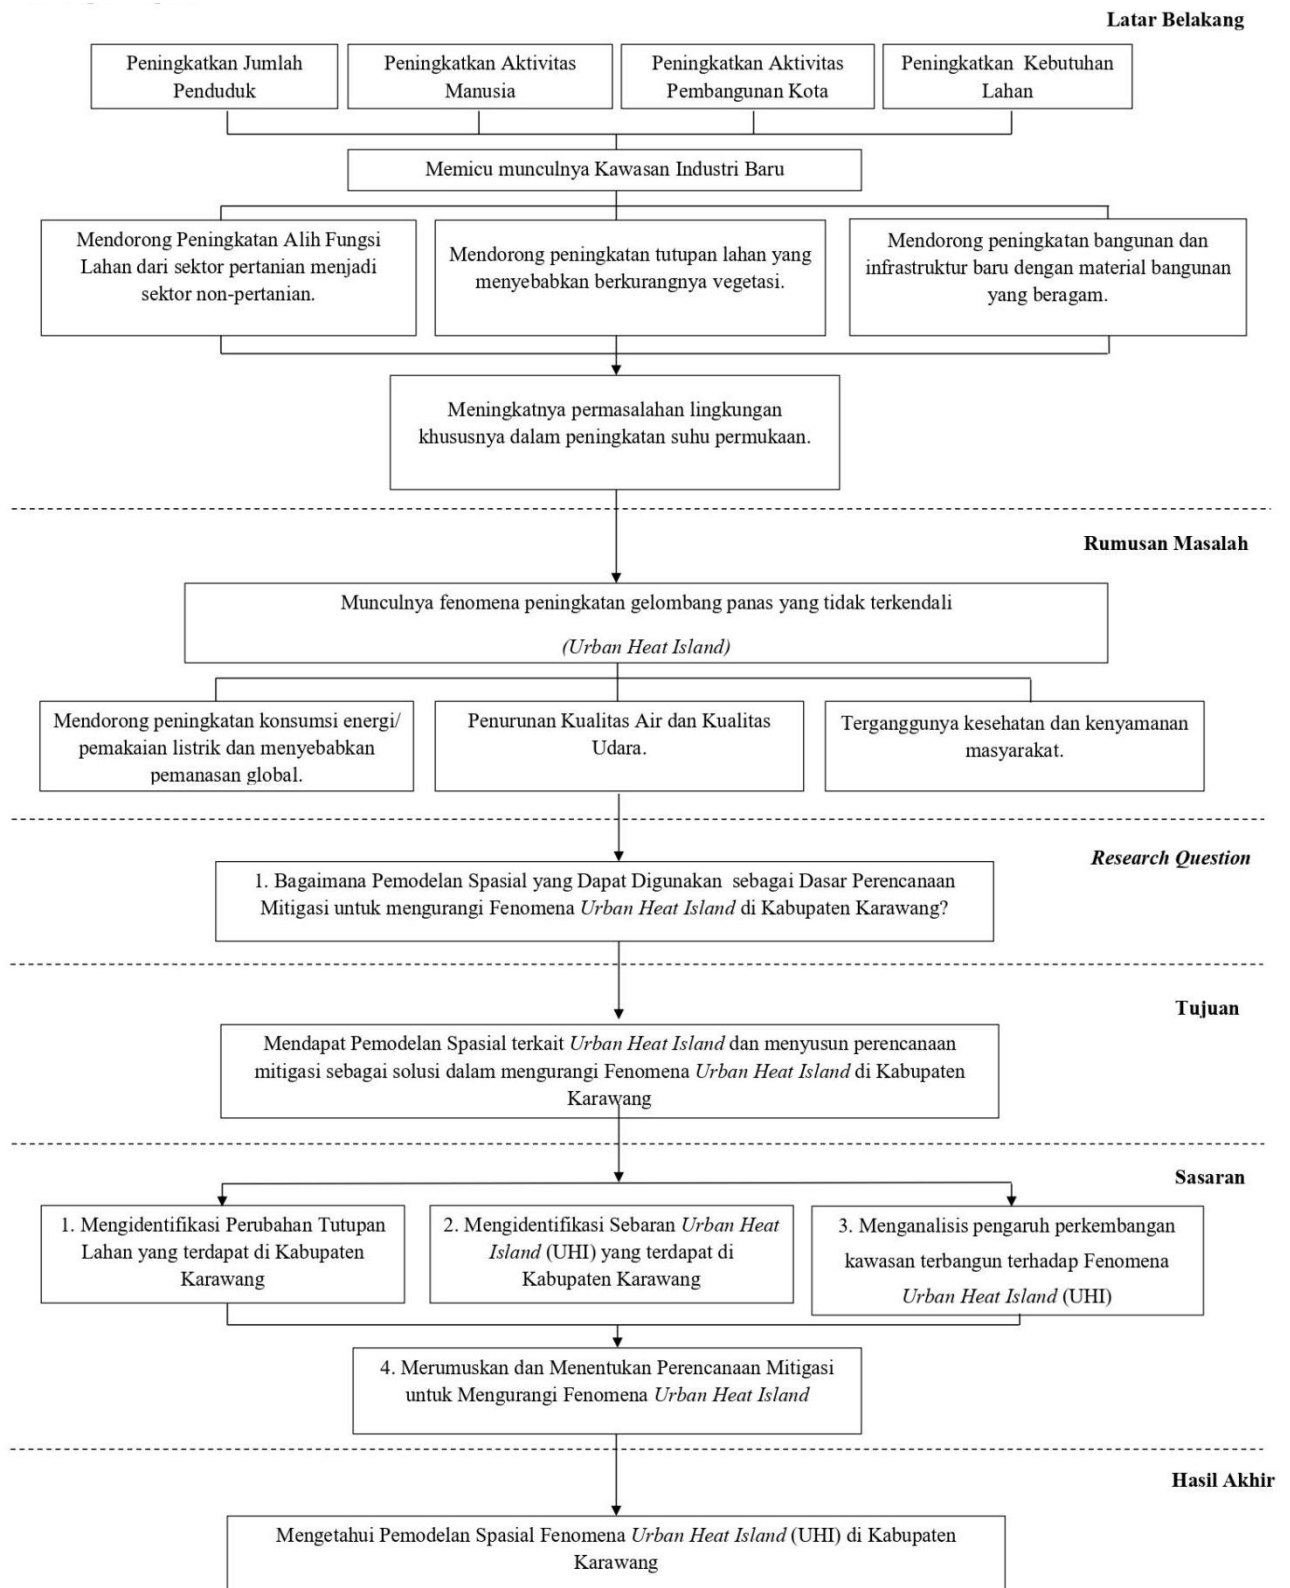 Latar Belakang
Peningkatkan Jumlah
Penduduk
Peningkatkan Aktivitas
Manusia
Peningkatkan Aktivitas
Pembangunan Kota
Peningkatkan Kebutuhan
Lahan
Memicu munculnya Kawasan Industri Baru
Mendorong Peningkatan Alih Fungsi
Lahan dari sektor pertanian menjadi
sektor non-pertanian.
Mendorong peningkatan tutupan lahan yang
menyebabkan berkurangnya vegetasi.
Mendorong peningkatan bangunan dan
infrastruktur baru dengan material bangunan
yang beragam.
Meningkatnya permasalahan lingkungan
khususnya dalam peningkatan suhu permukaan.
Rumusan Masalah
Munculnya fenomena peningkatan gelombang panas yang tidak terkendali
(Urban Heat Island)
Mendorong peningkatan konsumsi energi/
pemakaian listrik dan menyebabkan
pemanasan global.
Penurunan Kualitas Air dan Kualitas
Udara.
Terganggunya kesehatan dan kenyamanan
masyarakat.
Research Question
1. Bagaimana Pemodelan Spasial yang Dapat Digunakan sebagai Dasar Perencanaan
Mitigasi untuk mengurangi Fenomena Urban Heat Island di Kabupaten Karawang?
Tujuan
Mendapat Pemodelan Spasial terkait Urban Heat Island dan menyusun perencanaan
mitigasi sebagai solusi dalam mengurangi Fenomena Urban Heat Island di Kabupaten
Karawang
Sasaran
1. Mengidentifikasi Perubahan Tutupan
Lahan yang terdapat di Kabupaten
Karawang
2. Mengidentifikasi Sebaran Urban Heat
Island (UHI) yang terdapat di
Kabupaten Karawang
3. Menganalisis pengaruh perkembangan
kawasan terbangun terhadap Fenomena
Urban Heat Island (UHI)
4. Merumuskan dan Menentukan Perencanaan Mitigasi
untuk Mengurangi Fenomena Urban Heat Island
Hasil Akhir
Mengetahui Pemodelan Spasial Fenomena Urban Heat Island (UHI) di Kabupaten
Karawang